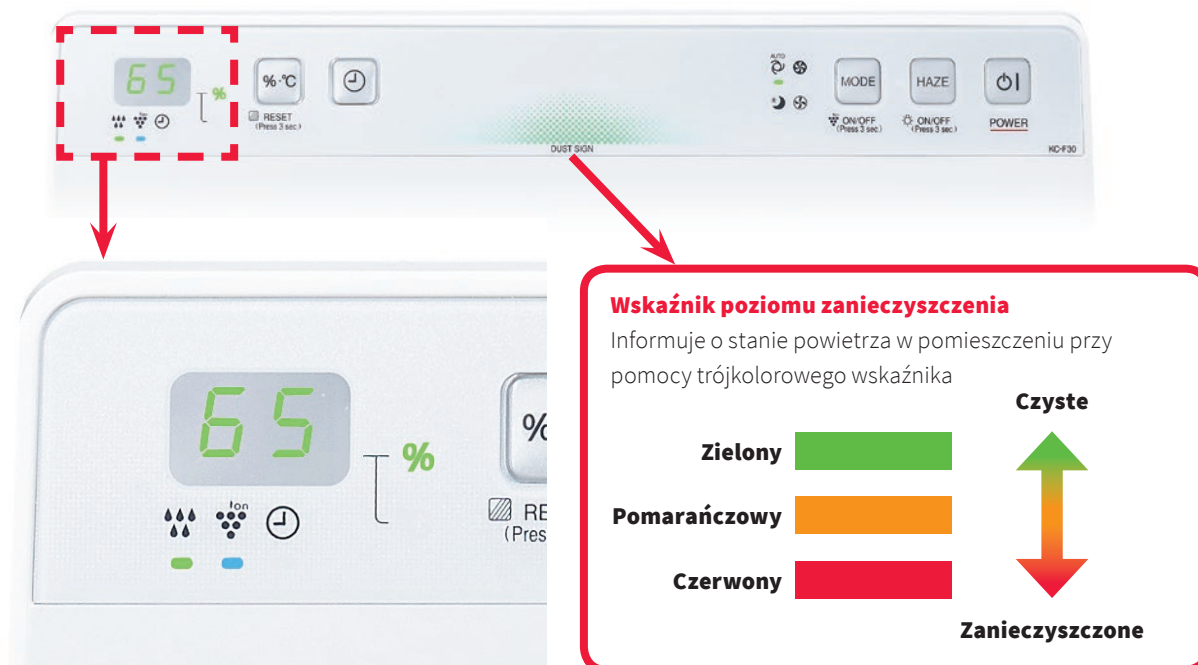 65
%
%·℃
RESET
(Press 3 sec.)
DUST SIGN
AUTO
MODE
ON/OFF
(Press 3 sec.)
HAZE
ON/OFF
(Press 3 sec.)
POWER
KC-F30
65
%
Ion
%
RE
(Pres
Wskaźnik poziomu zanieczyszczenia
Informuje o stanie powietrza w pomieszczeniu przy
pomocy trójkolorowego wskaźnika
Czyste
Zielony
Pomarańczowy
Czerwony
Zanieczyszczone